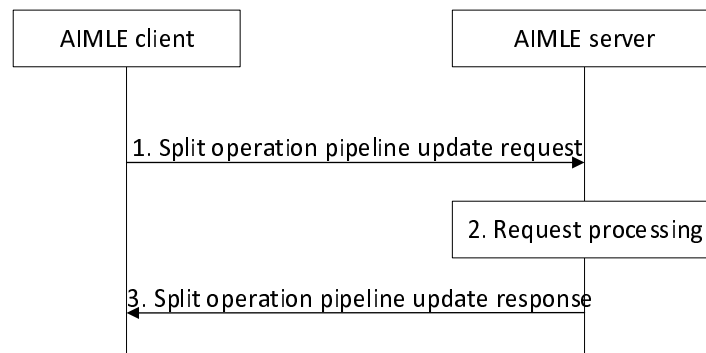 AIMLE client
AIMLE server
1. Split operation pipeline update request
2. Request processing
3. Split operation pipeline update response